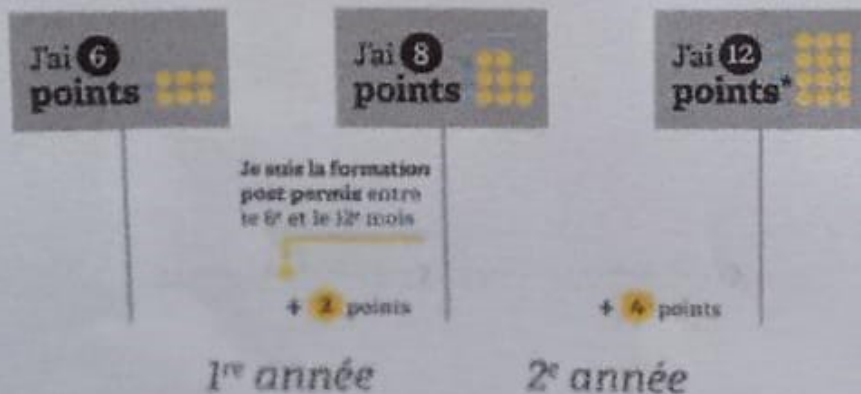 J'ai 6
points
J'ai 8
points
J'ai 12
points*
Je suis la formation
post permis entre
le 6e et le 12e mois
+ 2 points
+ 4 points
1re année
2e année